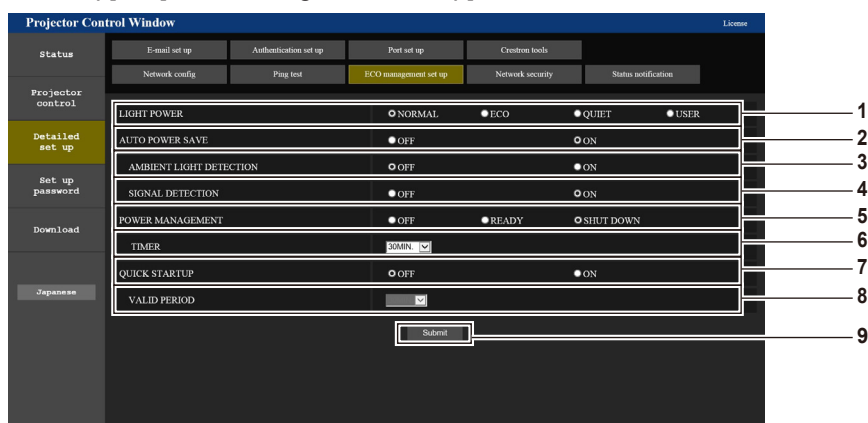 Projector Control Window
License
Status
E-mail set up
Authentication set up
Port set up
Crestron tools
Network config
Ping test
ECO management set up
Network security
Status notification
Projector
control
Detailed
set up
Set up
password
Download
Japanese
LIGHT POWER NORMAL ECO QUIET USER 1
AUTO POWER SAVE OFF ON 2
AMBIENT LIGHT DETECTION OFF ON 3
SIGNAL DETECTION OFF ON 4
POWER MANAGEMENT OFF READY SHUT DOWN 5
TIMER 30MIN. 6
QUICK STARTUP OFF ON 7
VALID PERIOD 8
Submit 9